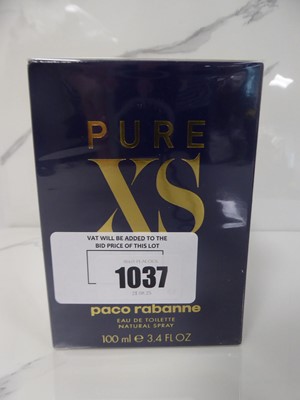 PURE
XS
VAT WILL BE ADDED TO THE
BID PRICE OF THIS LOT
1037
paco rabanne
EAU DE TOILETTE
NATURAL SPRAY
100 ml e 3.4 FL OZ